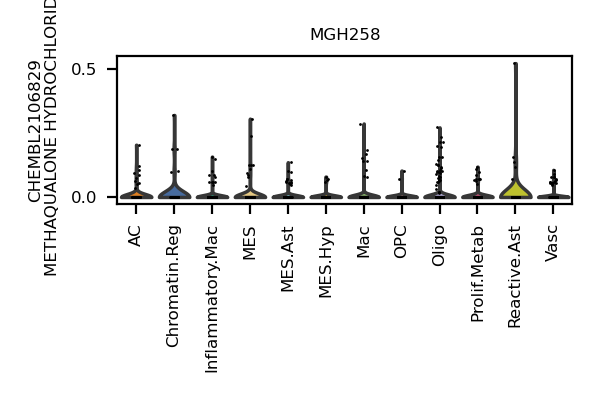 MGH258
CHEMBL2106829
METHAQUALONE HYDROCHLORID
0.5
0.0
AC
Chromatin.Reg
Inflammatory.Mac
MES
MES.Ast
MES.Hyp
Mac
OPC
Oligo
Prolif.Metab
Reactive.Ast
Vasc